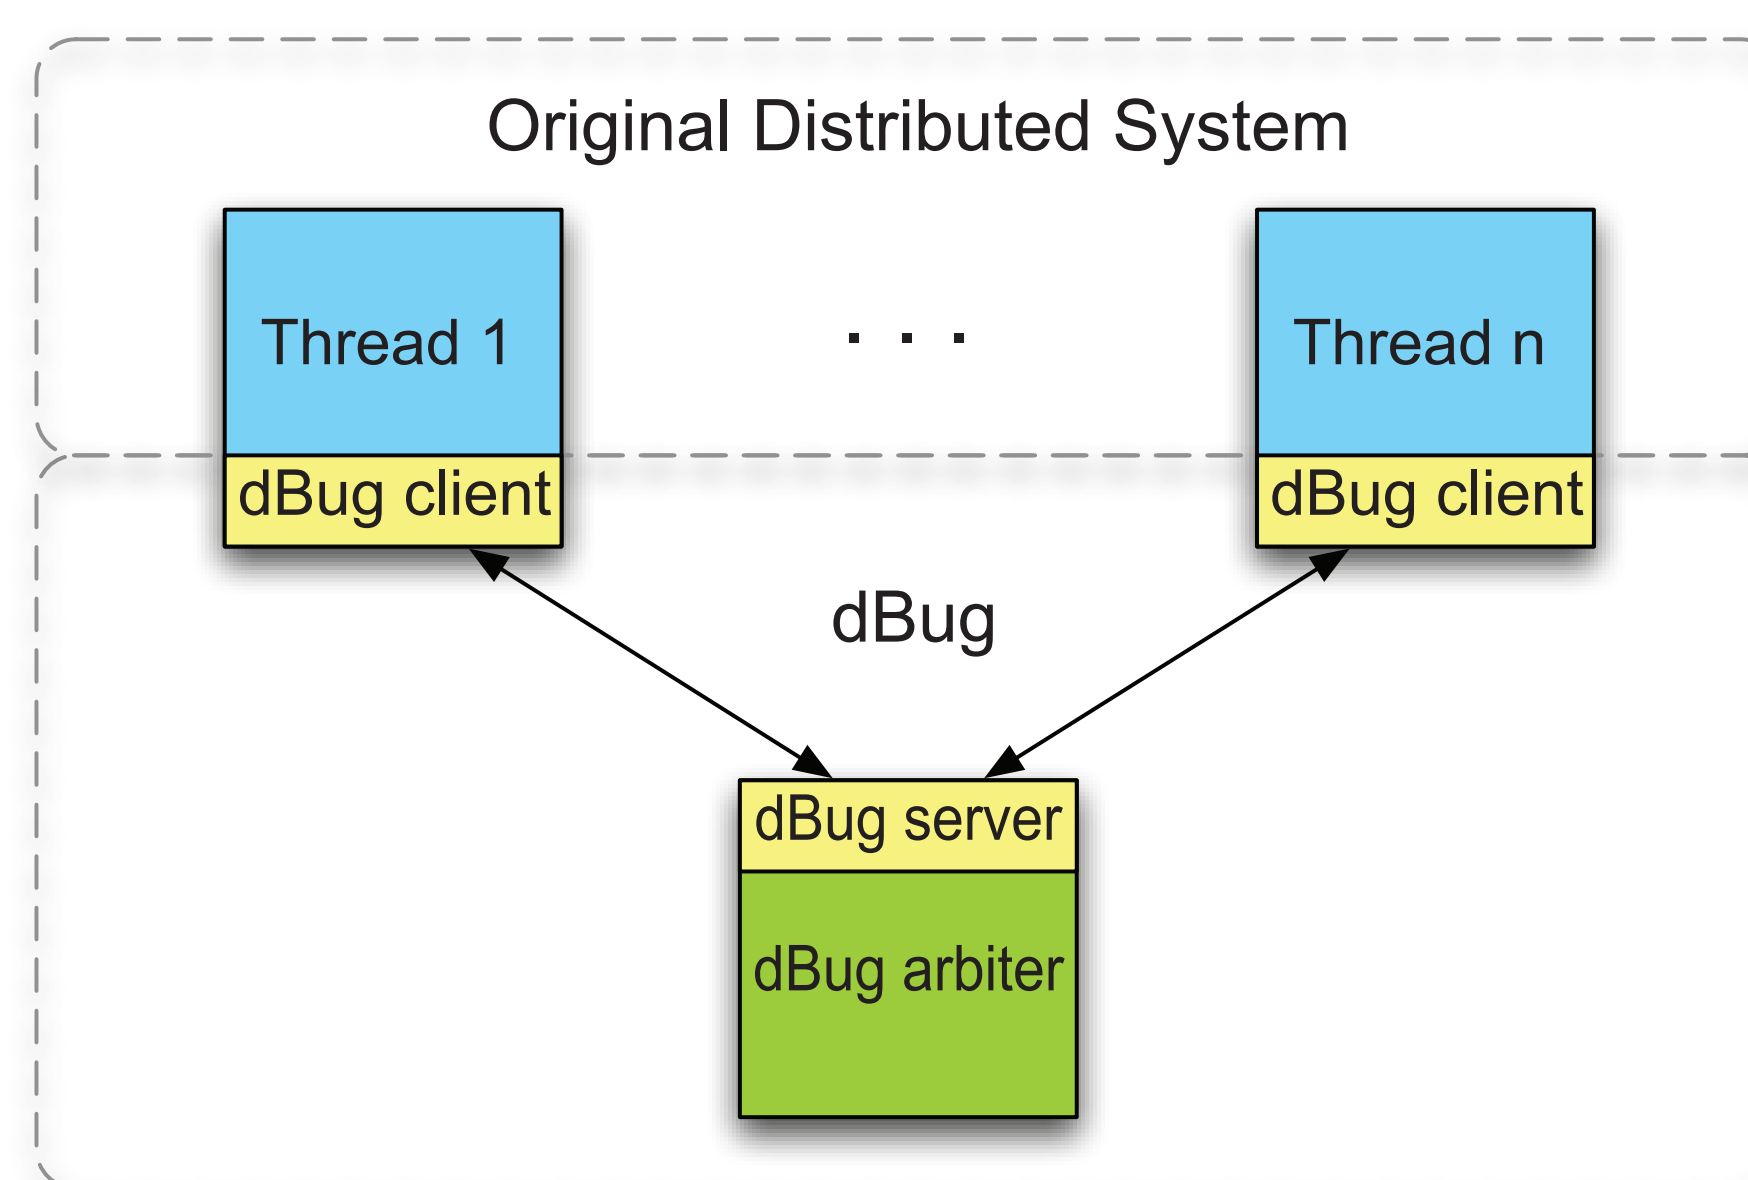 Original Distributed System
Thread 1
. . .
Thread n
dBug client
dBug client
dBug
dBug server
dBug arbiter